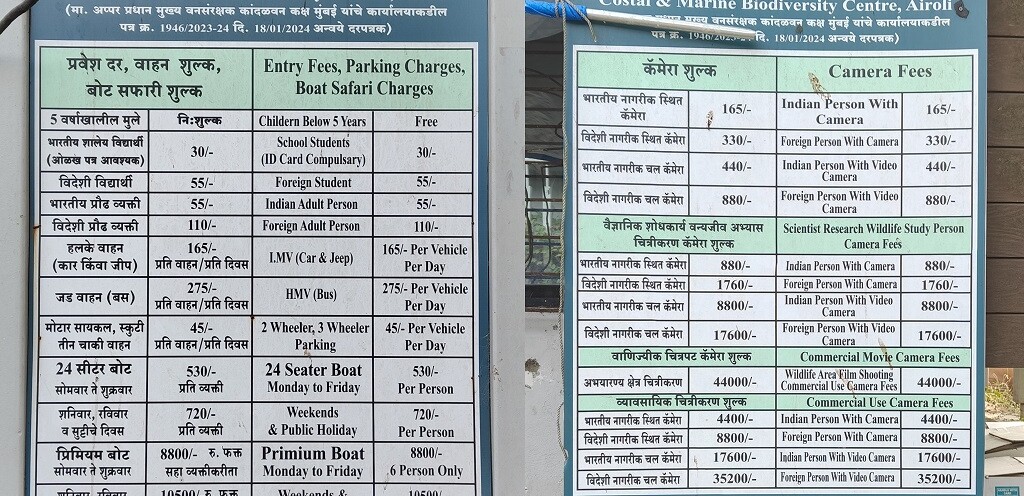 (मा. अप्पर प्रधान मुख्य वनसंरक्षक कांदळवन कक्ष मुंबई यांचे कार्यालयाकडील
पत्र क्र. 1946/2023-24 दि. 18/01/2024 अन्वये दरपत्रक)
प्रवेश दर, वाहन शुल्क, बोट सफारी शुल्क
Entry Fees, Parking Charges, Boat Safari Charges
5 वर्षाखालील मुले नि:शुल्क Childern Below 5 Years Free
भारतीय शालेय विद्यार्थी (ओळख पत्र आवश्यक) 30/- School Students (ID Card Compulsary) 30/-
विदेशी विद्यार्थी 55/- Foreign Student 55/-
भारतीय प्रौढ व्यक्ती 55/- Indian Adult Person 55/-
विदेशी प्रौढ व्यक्ती 110/- Foreign Adult Person 110/-
हलके वाहन (कार किंवा जीप) 165/- प्रति वाहन/प्रति दिवस LMV (Car & Jeep) 165/- Per Vehicle Per Day
जड वाहन (बस) 275/- प्रति वाहन/प्रति दिवस HMV (Bus) 275/- Per Vehicle Per Day
मोटार सायकल, स्कुटी तीन चाकी वाहन 45/- प्रति वाहन/प्रति दिवस 2 Wheeler, 3 Wheeler Parking 45/- Per Vehicle Per Day
24 सीटर बोट सोमवार ते शुक्रवार 530/- प्रति व्यक्ती 24 Seater Boat Monday to Friday 530/- Per Person
शनिवार, रविवार व सुट्टीचे दिवस 720/- प्रति व्यक्ती Weekends & Public Holiday 720/- Per Person
प्रिमियम बोट सोमवार ते शुक्रवार 8800/- रु. फक्त सहा व्यक्तीकरीता Primium Boat Monday to Friday 8800/- 6 Person Only
शनिवार, रविवार 10500/- रु. फक्त Weekends & 10500/-
Costal & Marine Biodiversity Centre, Airoli
प्रधान मुख्य वनसंरक्षक कांदळवन कक्ष मुंबई यांचे कार्यालयाकडील
पत्र क्र. 1946/2023-24 दि. 18/01/2024 अन्वये दरपत्रक)
कॅमेरा शुल्क Camera Fees
भारतीय नागरीक स्थित कॅमेरा 165/- Indian Person With Camera 165/-
विदेशी नागरीक स्थित कॅमेरा 330/- Foreign Person With Camera 330/-
भारतीय नागरीक चल कॅमेरा 440/- Indian Person With Video Camera 440/-
विदेशी नागरीक चल कॅमेरा 880/- Foreign Person With Video Camera 880/-
वैज्ञानिक शोधकार्य वन्यजीव अभ्यास चित्रीकरण कॅमेरा शुल्क Scientist Research Wildlife Study Person Camera Fees
भारतीय नागरीक स्थित कॅमेरा 880/- Indian Person With Camera 880/-
विदेशी नागरीक स्थित कॅमेरा 1760/- Foreign Person With Camera 1760/-
भारतीय नागरीक चल कॅमेरा 8800/- Indian Person With Video Camera 8800/-
विदेशी नागरीक चल कॅमेरा 17600/- Foreign Person With Video Camera 17600/-
वाणिज्यीक चित्रपट कॅमेरा शुल्क Commercial Movie Camera Fees
अभयारण्य क्षेत्र चित्रीकरण 44000/- Wildlife Area Film Shooting Commercial Use Camera Fees 44000/-
व्यावसायिक चित्रीकरण शुल्क Commercial Use Camera Fees
भारतीय नागरीक स्थित कॅमेरा 4400/- Indian Person With Camera 4400/-
विदेशी नागरीक स्थित कॅमेरा 8800/- Foreign Person With Camera 8800/-
भारतीय नागरीक चल कॅमेरा 17600/- Indian Person With Video Camera 17600/-
विदेशी नागरीक चल कॅमेरा 35200/- Foreign Person With Video Camera 35200/-